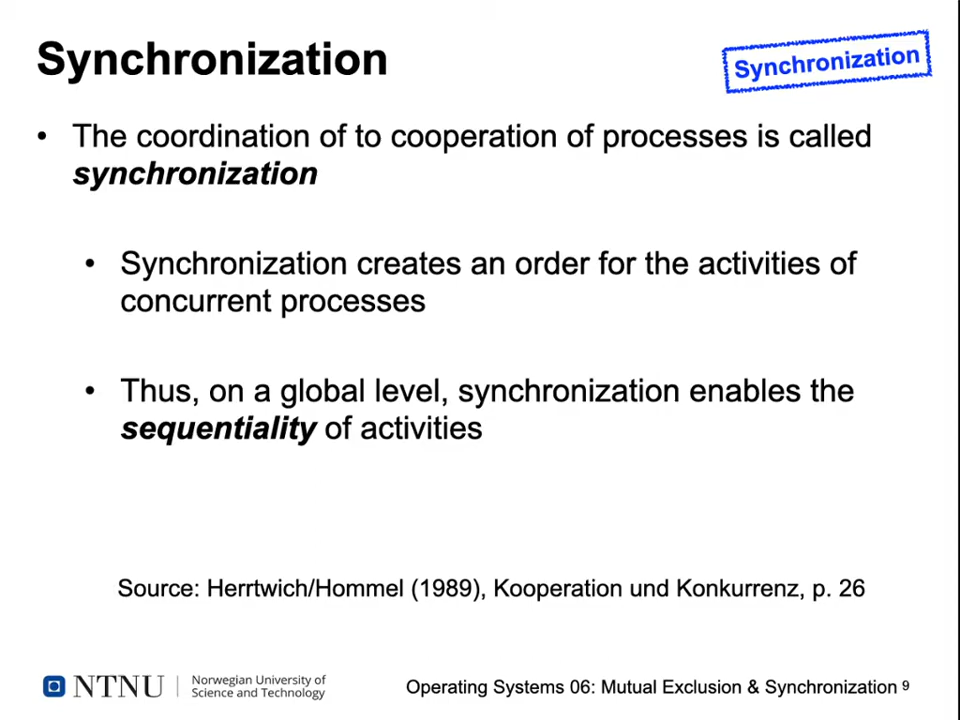 Synchronization
Synchronization
• The coordination of to cooperation of processes is called
synchronization
• Synchronization creates an order for the activities of
concurrent processes
• Thus, on a global level, synchronization enables the
sequentiality of activities
Source: Herrtwich/Hommel (1989), Kooperation und Konkurrenz, p. 26
NTNU
Norwegian University of
Science and Technology
Operating Systems 06: Mutual Exclusion & Synchronization 9